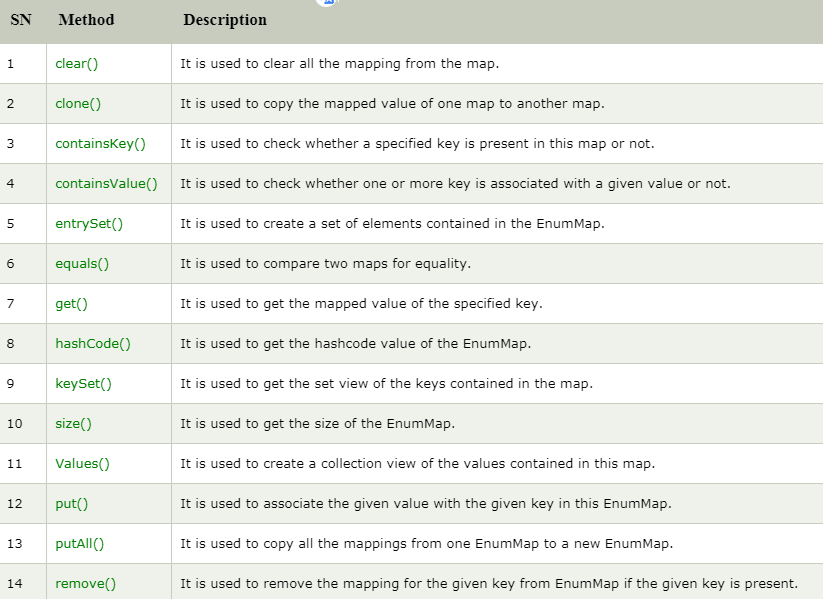 SN Method Description
1 clear() It is used to clear all the mapping from the map.
2 clone() It is used to copy the mapped value of one map to another map.
3 containsKey() It is used to check whether a specified key is present in this map or not.
4 containsValue() It is used to check whether one or more key is associated with a given value or not.
5 entrySet() It is used to create a set of elements contained in the EnumMap.
6 equals() It is used to compare two maps for equality.
7 get() It is used to get the mapped value of the specified key.
8 hashCode() It is used to get the hashcode value of the EnumMap.
9 keySet() It is used to get the set view of the keys contained in the map.
10 size() It is used to get the size of the EnumMap.
11 Values() It is used to create a collection view of the values contained in this map.
12 put() It is used to associate the given value with the given key in this EnumMap.
13 putAll() It is used to copy all the mappings from one EnumMap to a new EnumMap.
14 remove() It is used to remove the mapping for the given key from EnumMap if the given key is present.